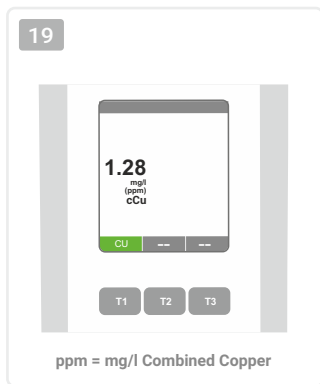 19
1.28
mg/l
(ppm)
cCu
CU -- --
T1 T2 T3
ppm = mg/l Combined Copper